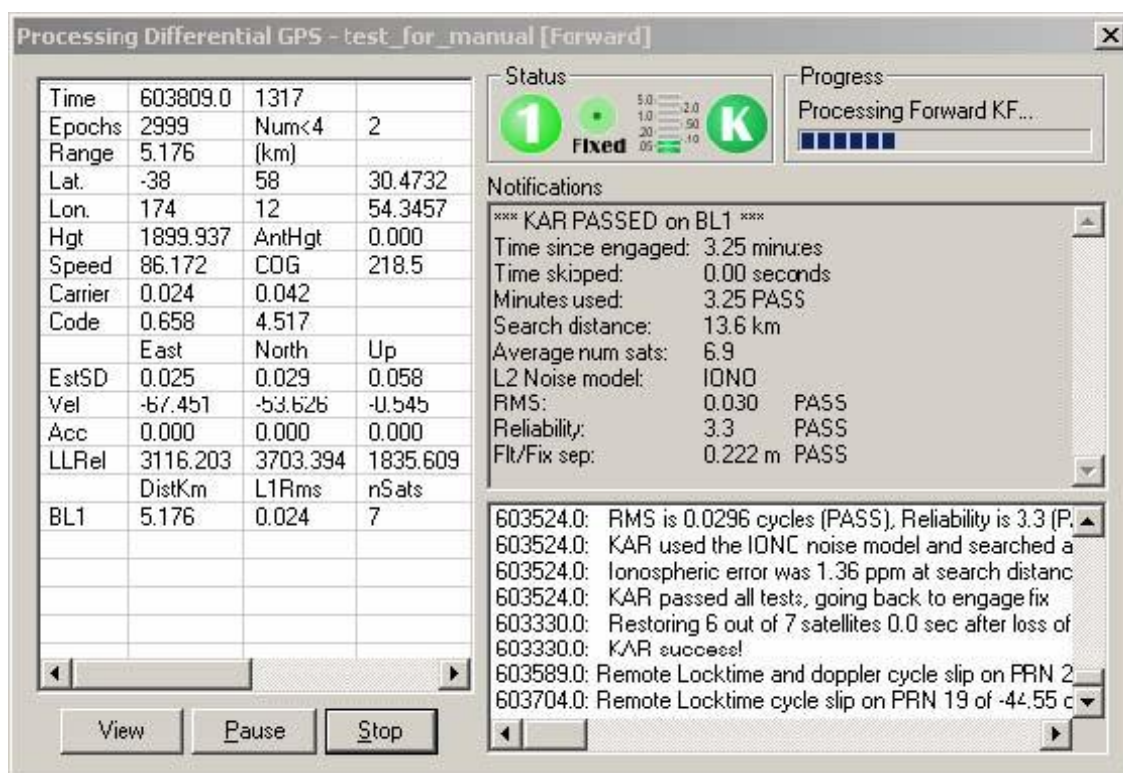 Processing Differential GPS - test_for_manual [Forward]
Time 603809.0 1317
Epochs 2999 Num<4 2
Range 5.176 (km)
Lat. -38 58 30.4732
Lon. 174 12 54.3457
Hgt 1899.937 AntHgt 0.000
Speed 86.172 COG 218.5
Carrier 0.024 0.042
Code 0.658 4.517
East North Up
EstSD 0.025 0.029 0.058
Vel -67.451 -53.626 -0.545
Acc 0.000 0.000 0.000
LLRel 3116.203 3703.394 1835.609
DistKm L1Rms nSats
BL1 5.176 0.024 7
View Pause Stop
Status
1 Fixed 5.0 1.0 .20 .05 2.0 .50 .10 K
Progress
Processing Forward KF...
Notifications
*** KAR PASSED on BL1 ***
Time since engaged: 3.25 minutes
Time skipped: 0.00 seconds
Minutes used: 3.25 PASS
Search distance: 13.6 km
Average num sats: 6.9
L2 Noise model: IONO
RMS: 0.030 PASS
Reliability: 3.3 PASS
Flt/Fix sep: 0.222 m PASS
603524.0: RMS is 0.0296 cycles (PASS), Reliability is 3.3 (P
603524.0: KAR used the IONO noise model and searched a
603524.0: Ionospheric error was 1.36 ppm at search distanc
603524.0: KAR passed all tests, going back to engage fix
603330.0: Restoring 6 out of 7 satellites 0.0 sec after loss of
603330.0: KAR success!
603589.0: Remote Locktime and doppler cycle slip on PRN 2
603704.0: Remote Locktime cycle slip on PRN 19 of -44.55 c